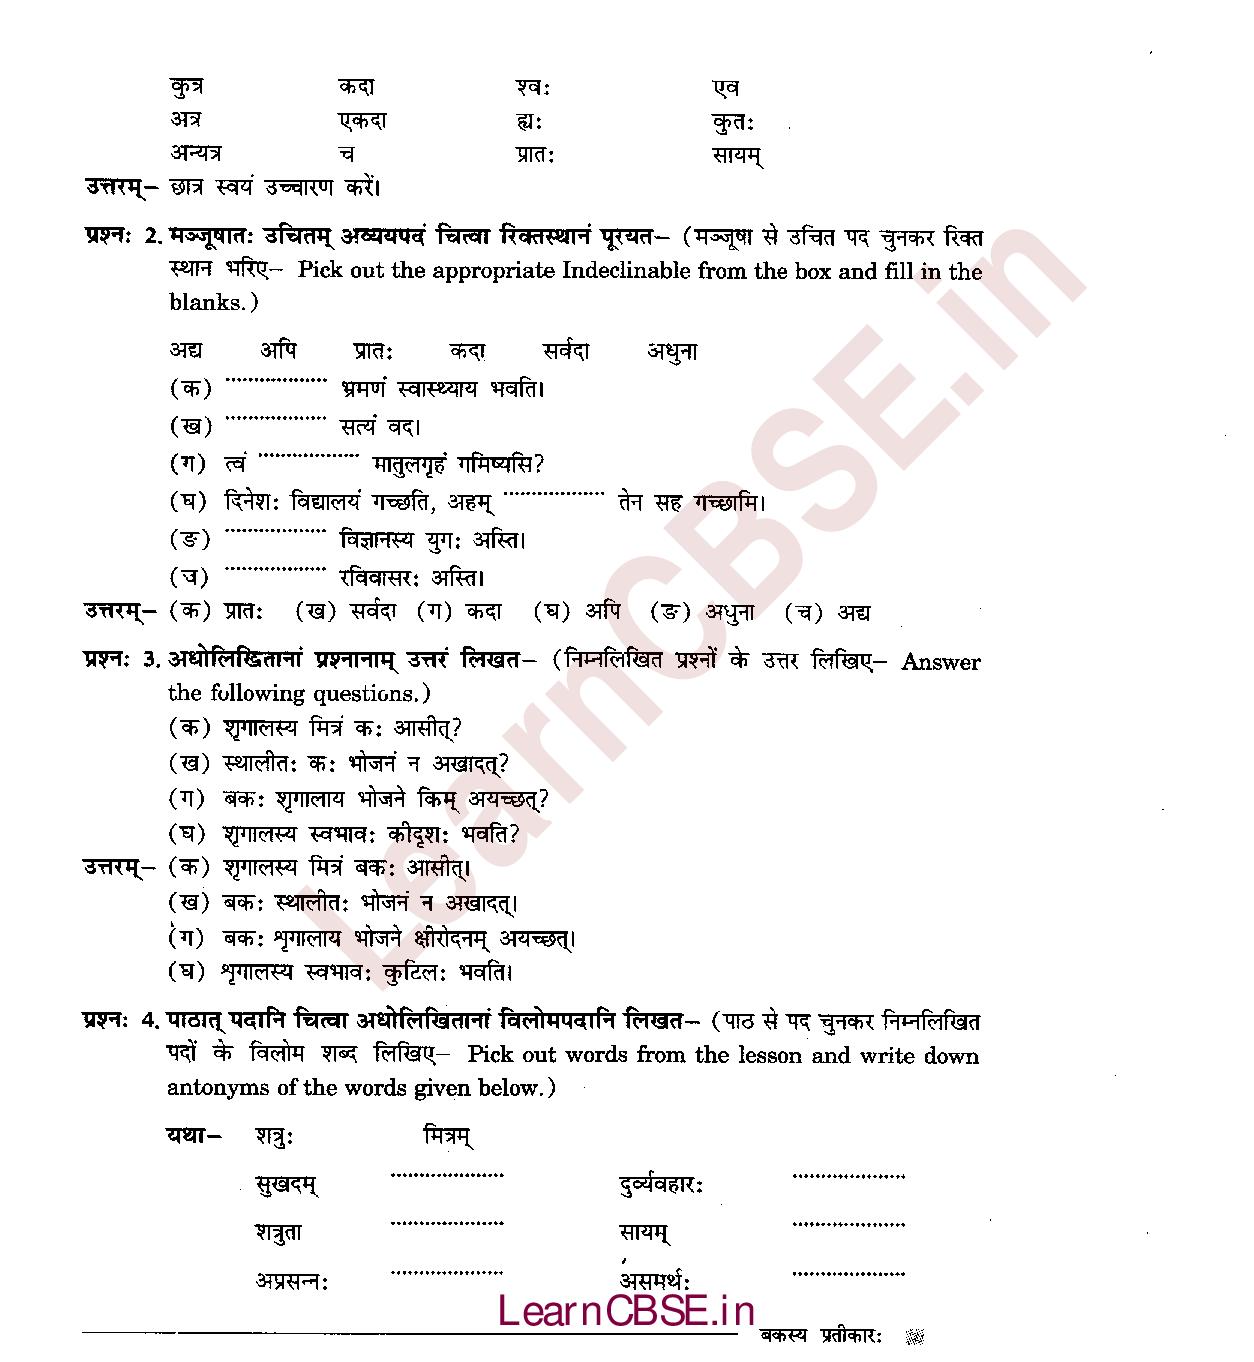 कुत्र कदा श्वः एव
अत्र एकदा ह्यः कुतः
अन्यत्र च प्रातः सायम्
उत्तरम्– छात्र स्वयं उच्चारण करें।
प्रश्नः 2. मञ्जूषातः उचितम् अव्ययपदं चित्वा रिक्तस्थानं पूरयत– (मञ्जूषा से उचित पद चुनकर रिक्त
स्थान भरिए– Pick out the appropriate Indeclinable from the box and fill in the
blanks.)
अद्य अपि प्रातः कदा सर्वदा अधुना
(क) .................. भ्रमणं स्वास्थ्याय भवति।
(ख) .................. सत्यं वद।
(ग) त्वं .................. मातुलगृहं गमिष्यसि?
(घ) दिनेशः विद्यालयं गच्छति, अहम् .................. तेन सह गच्छामि।
(ङ) .................. विज्ञानस्य युगः अस्ति।
(च) .................. रविवासरः अस्ति।
उत्तरम्– (क) प्रातः (ख) सर्वदा (ग) कदा (घ) अपि (ङ) अधुना (च) अद्य
प्रश्नः 3. अधोलिखितानां प्रश्नानाम् उत्तरं लिखत– (निम्नलिखित प्रश्नों के उत्तर लिखिए– Answer
the following questions.)
(क) शृगालस्य मित्रं कः आसीत्?
(ख) स्थालीतः कः भोजनं न अखादत्?
(ग) बकः शृगालाय भोजने किम् अयच्छत्?
(घ) शृगालस्य स्वभावः कीदृशः भवति?
उत्तरम्– (क) शृगालस्य मित्रं बकः आसीत्।
(ख) बकः स्थालीतः भोजनं न अखादत्।
(ग) बकः शृगालाय भोजने क्षीरोदनम् अयच्छत्।
(घ) शृगालस्य स्वभावः कुटिलः भवति।
प्रश्नः 4. पाठात् पदानि चित्वा अधोलिखितानां विलोमपदानि लिखत– (पाठ से पद चुनकर निम्नलिखित
पदों के विलोम शब्द लिखिए– Pick out words from the lesson and write down
antonyms of the words given below.)
यथा– शत्रुः मित्रम्
सुखदम् .................... दुर्व्यवहारः ....................
शत्रुता .................... सायम् ....................
अप्रसन्नः .................... असमर्थः ....................
LearnCBSE.in
बकस्य प्रतीकारः
LearnCBSE.in